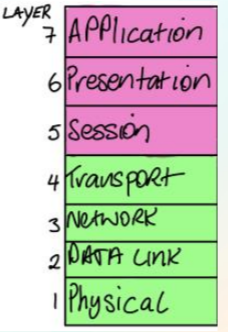 LAYER
7 APPlication
6 Presentation
5 Session
4 Transport
3 NetWORK
2 DATA LINK
1 Physical